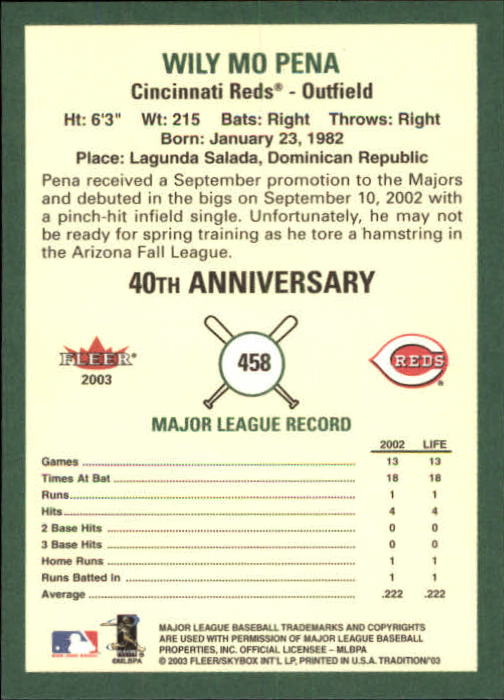 WILY MO PENA
Cincinnati Reds® - Outfield
Ht: 6'3" Wt: 215 Bats: Right Throws: Right
Born: January 23, 1982
Place: Lagunda Salada, Dominican Republic
Pena received a September promotion to the Majors
and debuted in the bigs on September 10, 2002 with
a pinch-hit infield single. Unfortunately, he may not
be ready for spring training as he tore a hamstring in
the Arizona Fall League.
40TH ANNIVERSARY
FLEER®
2003
458
REDS
®
MAJOR LEAGUE RECORD
2002 LIFE
Games 13 13
Times At Bat 18 18
Runs 1 1
Hits 4 4
2 Base Hits 0 0
3 Base Hits 0 0
Home Runs 1 1
Runs Batted In 1 1
Average .222 .222
©MLBPA
MAJOR LEAGUE BASEBALL TRADEMARKS AND COPYRIGHTS
ARE USED WITH PERMISSION OF MAJOR LEAGUE BASEBALL
PROPERTIES, INC. OFFICIAL LICENSEE - MLBPA
© 2003 FLEER/SKYBOX INT'L LP, PRINTED IN U.S.A. TRADITION'03